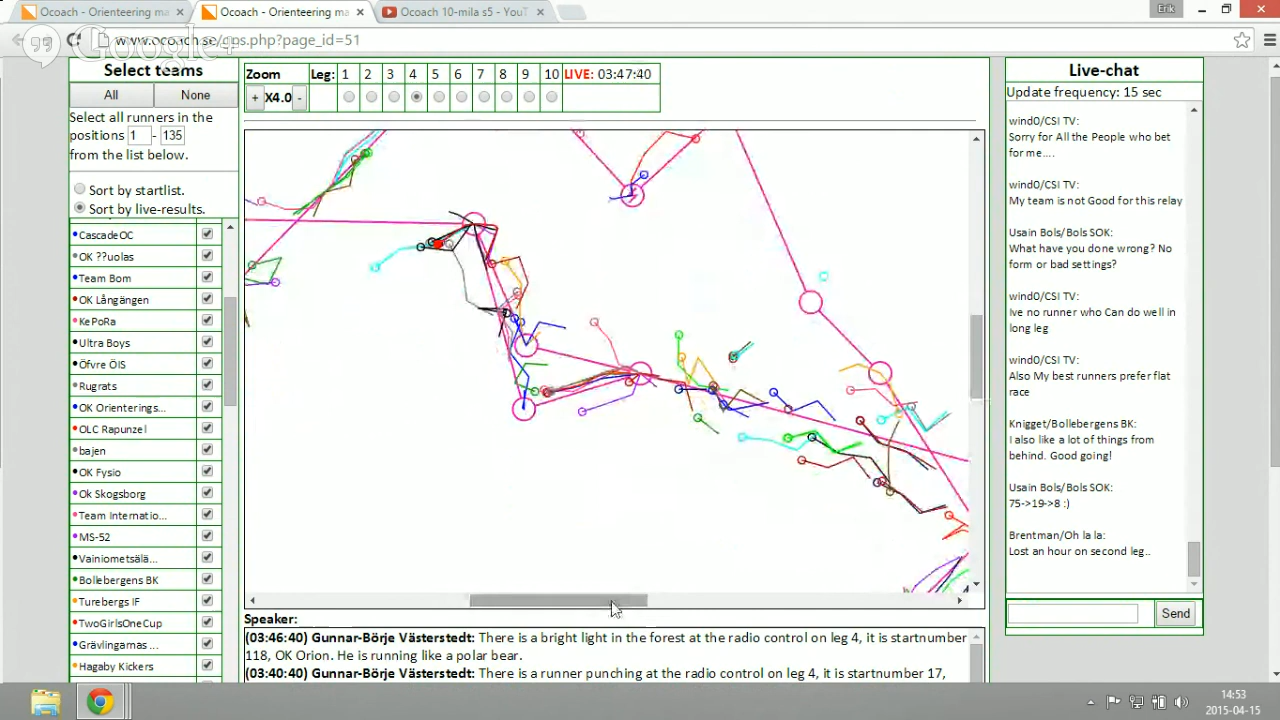 Ocoach - Orienteering ma
Ocoach - Orienteering ma
Ocoach 10-mila s5 - YouT
Erik
Google+
page_id=51
Select teams
All
None
Select all runners in the
positions 1 - 135
from the list below.
Sort by startlist.
Sort by live-results.
CascadeOC
OK ??uolas
Team Bom
OK Långängen
KePoRa
Ultra Boys
Öfvre ÖIS
Rugrats
OK Orienterings...
OLC Rapunzel
bajen
OK Fysio
Ok Skogsborg
Team Internatio...
MS-52
Vainiometsälä...
Bollebergens BK
Turebergs IF
TwoGirlsOneCup
Grävlingarnas ...
Hagaby Kickers
Zoom Leg: 1 2 3 4 5 6 7 8 9 10 LIVE: 03:47:40
+ X4.0 -
Speaker:
(03:46:40) Gunnar-Börje Västerstedt: There is a bright light in the forest at the radio control on leg 4, it is startnumber
118, OK Orion. He is running like a polar bear.
(03:40:40) Gunnar-Börje Västerstedt: There is a runner punching at the radio control on leg 4, it is startnumber 17,
Live-chat
Update frequency: 15 sec
wind0/CSI TV:
Sorry for All the People who bet
for me....
wind0/CSI TV:
My team is not Good for this relay
Usain Bols/Bols SOK:
What have you done wrong? No
form or bad settings?
wind0/CSI TV:
Ive no runner who Can do well in
long leg
wind0/CSI TV:
Also My best runners prefer flat
race
Knigget/Bollebergens BK:
I also like a lot of things from
behind. Good going!
Usain Bols/Bols SOK:
75->19->8 :)
Brentman/Oh la la:
Lost an hour on second leg..
Send
14:53
2015-04-15